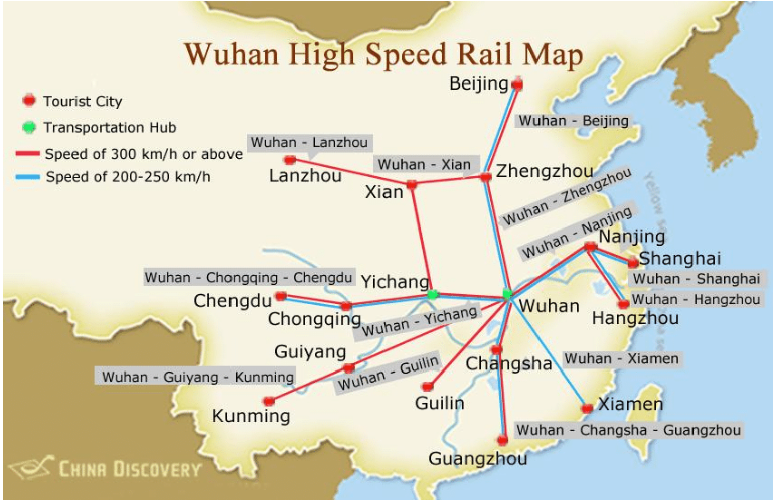 Wuhan High Speed Rail Map
Beijing
Tourist City
Transportation Hub
Speed of 300 km/h or above
Speed of 200-250 km/h
Wuhan - Beijing
Wuhan - Lanzhou
Lanzhou
Wuhan - Xian
Xian
Zhengzhou
Wuhan - Zhengzhou
Yellow sea
Wuhan - Nanjing
Nanjing
Shanghai
Wuhan - Shanghai
Wuhan - Chongqing - Chengdu
Yichang
Chengdu
Chongqing
Wuhan - Yichang
Wuhan
Wuhan - Hangzhou
Hangzhou
Guiyang
Changsha
Wuhan - Xiamen
Wuhan - Guiyang - Kunming
Wuhan - Guilin
Kunming
Guilin
Xiamen
Wuhan - Changsha - Guangzhou
Guangzhou
CHINA DISCOVERY